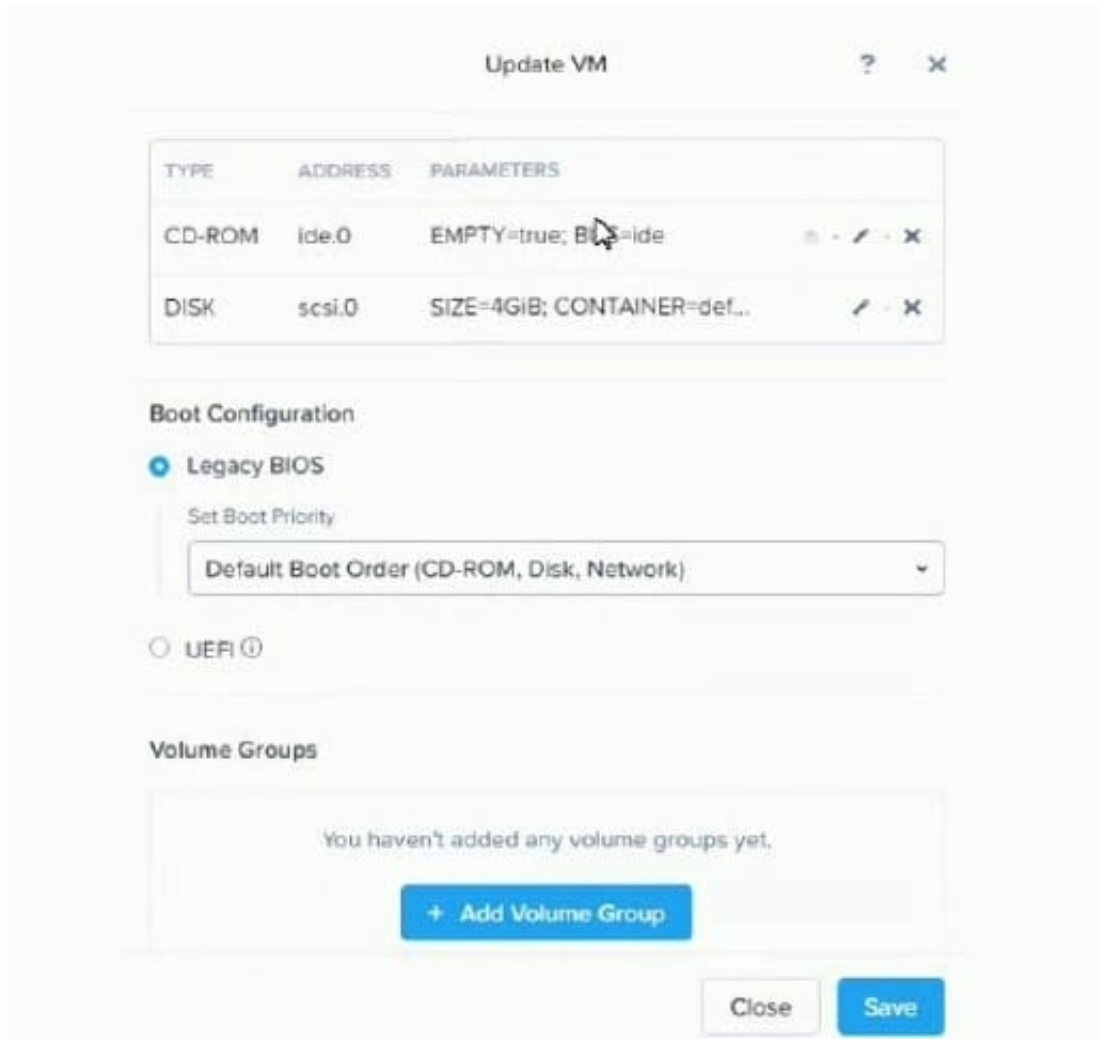 Update VM ? ×
TYPE ADDRESS PARAMETERS
CD-ROM ide.0 EMPTY=true; =ide
DISK scsi.0 SIZE=4GiB; CONTAINER=def...
Boot Configuration
Legacy BIOS
Set Boot Priority
Default Boot Order (CD-ROM, Disk, Network)
UEFI
Volume Groups
You haven't added any volume groups yet.
+ Add Volume Group
Close Save